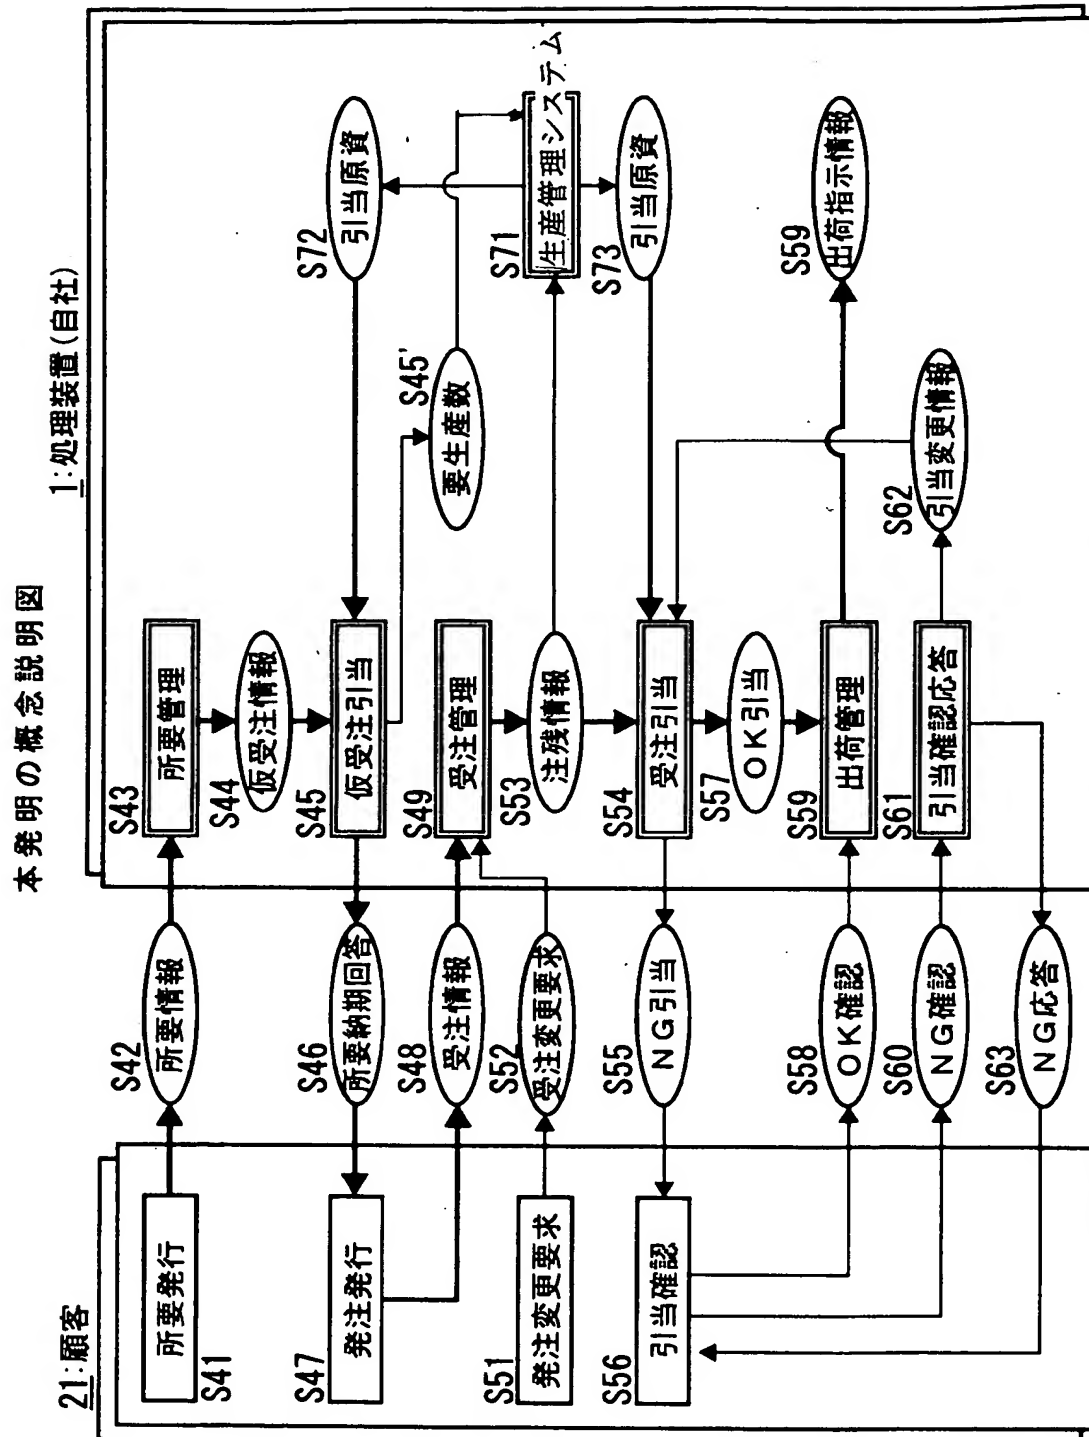 本発明の概念説明図
21:顧客
1:処理装置(自社)
所要発行
S41
S42
所要情報
S43
所要管理
S44
仮受注情報
S45
仮受注引当
S72
引当原資
S46
所要納期回答
S47
発注発行
S45'
要生産数
S48
受注情報
S49
受注管理
S71
生産管理システム
S51
発注変更要求
S52
受注変更要求
S53
注残情報
S73
引当原資
S54
受注引当
S55
NG引当
S56
引当確認
S57
OK引当
S58
OK確認
S59
出荷管理
S59
出荷指示情報
S60
NG確認
S61
引当確認応答
S62
引当変更情報
S63
NG応答